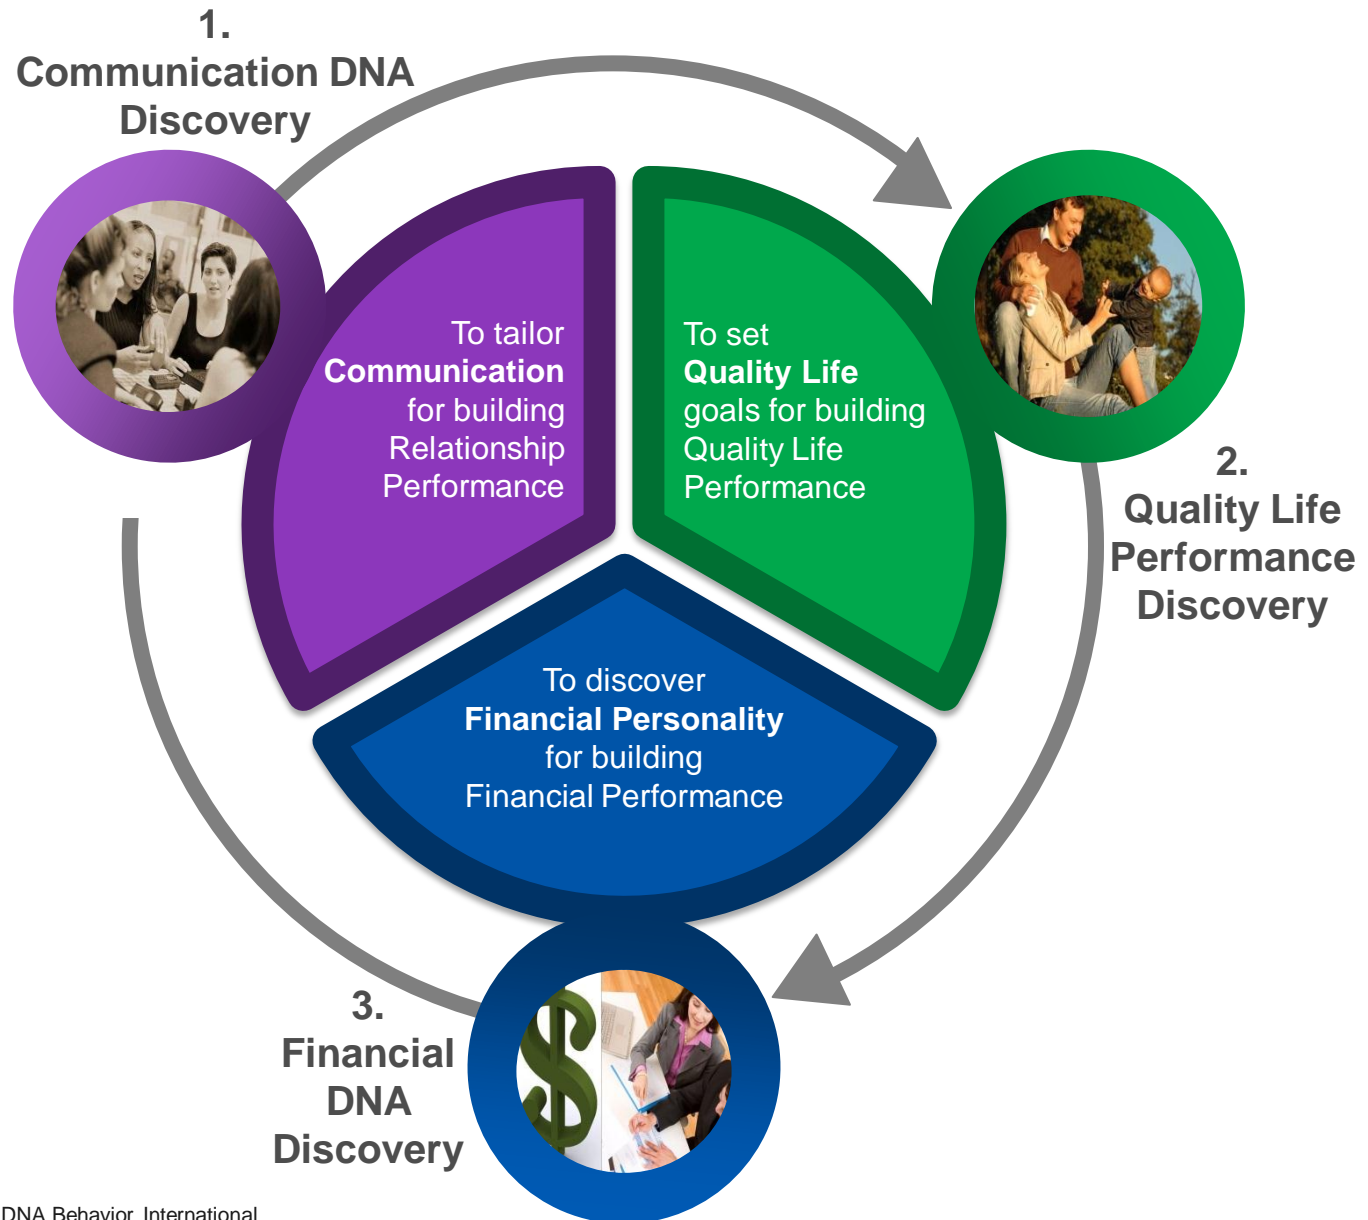 1.
Communication DNA
Discovery
To tailor
Communication
for building
Relationship
Performance
To set
Quality Life
goals for building
Quality Life
Performance
2.
Quality Life
Performance
Discovery
To discover
Financial Personality
for building
Financial Performance
3.
Financial
DNA
Discovery
$
DNA Behavior International